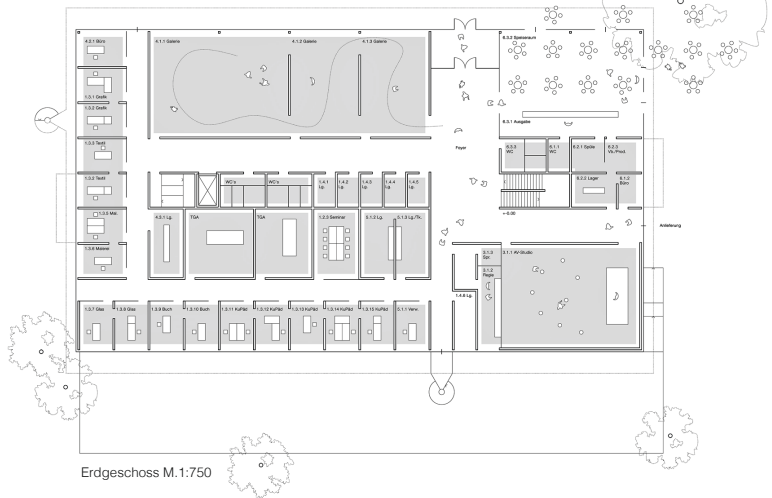 4.2.1 Büro
4.1.1 Galerie
4.1.2 Galerie
4.1.3 Galerie
6.3.2 Speiseraum
1.3.1 Grafik
1.3.2 Grafik
6.3.1 Ausgabe
1.3.3 Textil
Foyer
6.3.3
WC
6.1.1
WC
6.2.1 Spüle
6.2.3
Vb./Prod.
1.3.2 Textil
WC's
WC's
1.4.1
Lg.
1.4.2
Lg.
1.4.3
Lg.
1.4.4
Lg.
1.4.5
Lg.
6.2.2 Lager
6.1.2
Büro
1.3.5 Mal.
4.3.1 Lg.
TGA
TGA
1.2.3 Seminar
5.1.2 Lg.
5.1.3 Lg./Tk.
+-0.00
Anlieferung
1.3.6 Malerei
3.1.3
Spi.
3.1.1 AV-Studio
3.1.2
Regie
1.4.6 Lg.
1.3.7 Glas
1.3.8 Glas
1.3.9 Buch
1.3.10 Buch
1.3.11 KuPäd
1.3.12 KuPäd
1.3.13 KuPäd
1.3.14 KuPäd
1.3.15 KuPäd
5.1.1 Verw.
Erdgeschoss M.1:750